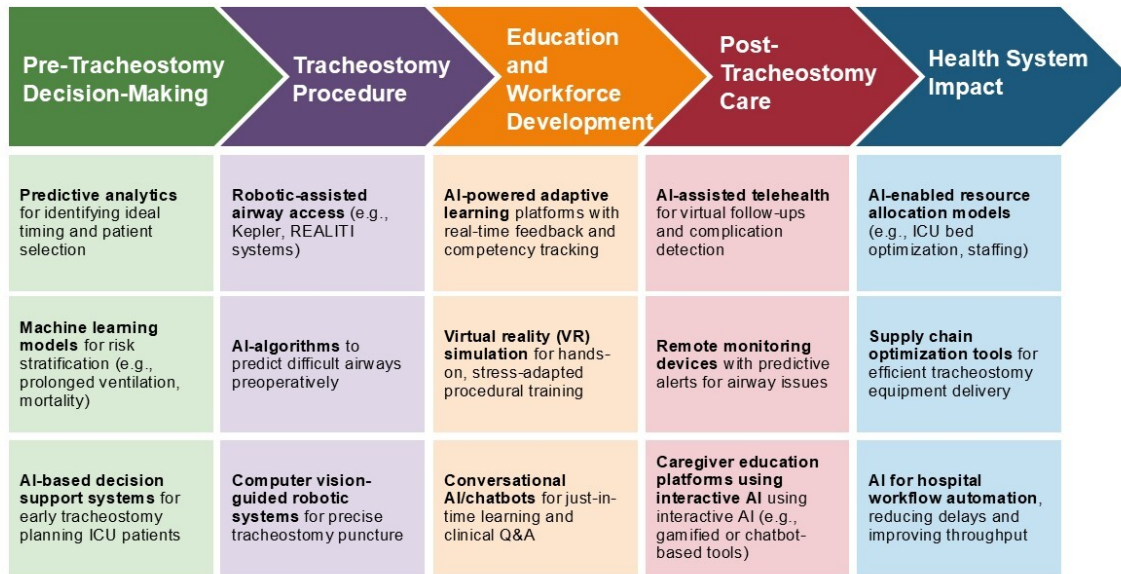 Pre-Tracheostomy
Decision-Making
Tracheostomy
Procedure
Education
and
Workforce
Development
Post-
Tracheostomy
Care
Health System
Impact
Predictive analytics
for identifying ideal
timing and patient
selection
Robotic-assisted
airway access (e.g.,
Kepler, REALITI
systems)
AI-powered adaptive
learning platforms with
real-time feedback and
competency tracking
AI-assisted telehealth
for virtual follow-ups
and complication
detection
AI-enabled resource
allocation models
(e.g., ICU bed
optimization, staffing)
Machine learning
models for risk
stratification (e.g.,
prolonged ventilation,
mortality)
AI-algorithms to
predict difficult airways
preoperatively
Virtual reality (VR)
simulation for hands-
on, stress-adapted
procedural training
Remote monitoring
devices with predictive
alerts for airway issues
Supply chain
optimization tools for
efficient tracheostomy
equipment delivery
AI-based decision
support systems for
early tracheostomy
planning ICU patients
Computer vision-
guided robotic
systems for precise
tracheostomy puncture
Conversational
AI/chatbots for just-in-
time learning and
clinical Q&A
Caregiver education
platforms using
interactive AI using
interactive AI (e.g.,
gamified or chatbot-
based tools)
AI for hospital
workflow automation,
reducing delays and
improving throughput